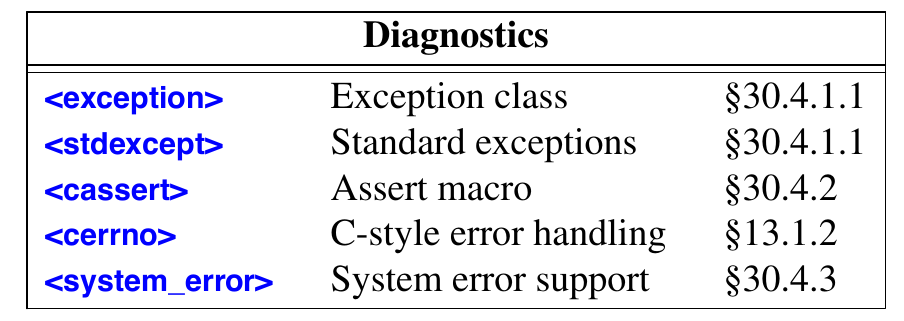 Diagnostics
<exception> Exception class §30.4.1.1
<stdexcept> Standard exceptions §30.4.1.1
<cassert> Assert macro §30.4.2
<cerrno> C-style error handling §13.1.2
<system_error> System error support §30.4.3